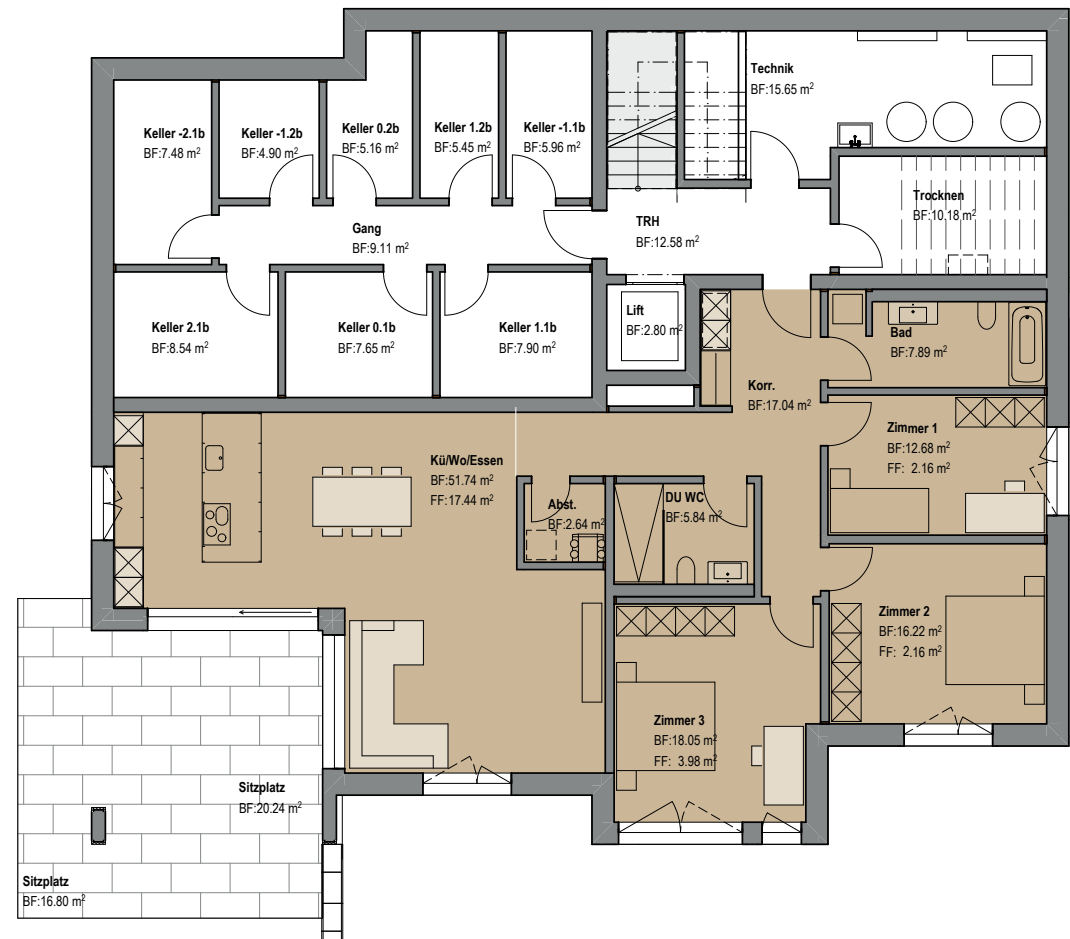 Technik
BF:15.65 m²
Keller -2.1b
BF:7.48 m²
Keller -1.2b
BF:4.90 m²
Keller 0.2b
BF:5.16 m²
Keller 1.2b
BF:5.45 m²
Keller -1.1b
BF:5.96 m²
Trocknen
BF:10.18 m²
Gang
BF:9.11 m²
TRH
BF:12.58 m²
Keller 2.1b
BF:8.54 m²
Keller 0.1b
BF:7.65 m²
Keller 1.1b
BF:7.90 m²
Lift
BF:2.80 m²
Bad
BF:7.89 m²
Korr.
BF:17.04 m²
Zimmer 1
BF:12.68 m²
FF: 2.16 m²
Kü/Wo/Essen
BF:51.74 m²
FF:17.44 m²
Abst.
BF:2.64 m²
DU WC
BF:5.84 m²
Zimmer 2
BF:16.22 m²
FF: 2.16 m²
Zimmer 3
BF:18.05 m²
FF: 3.98 m²
Sitzplatz
BF:20.24 m²
Sitzplatz
BF:16.80 m²